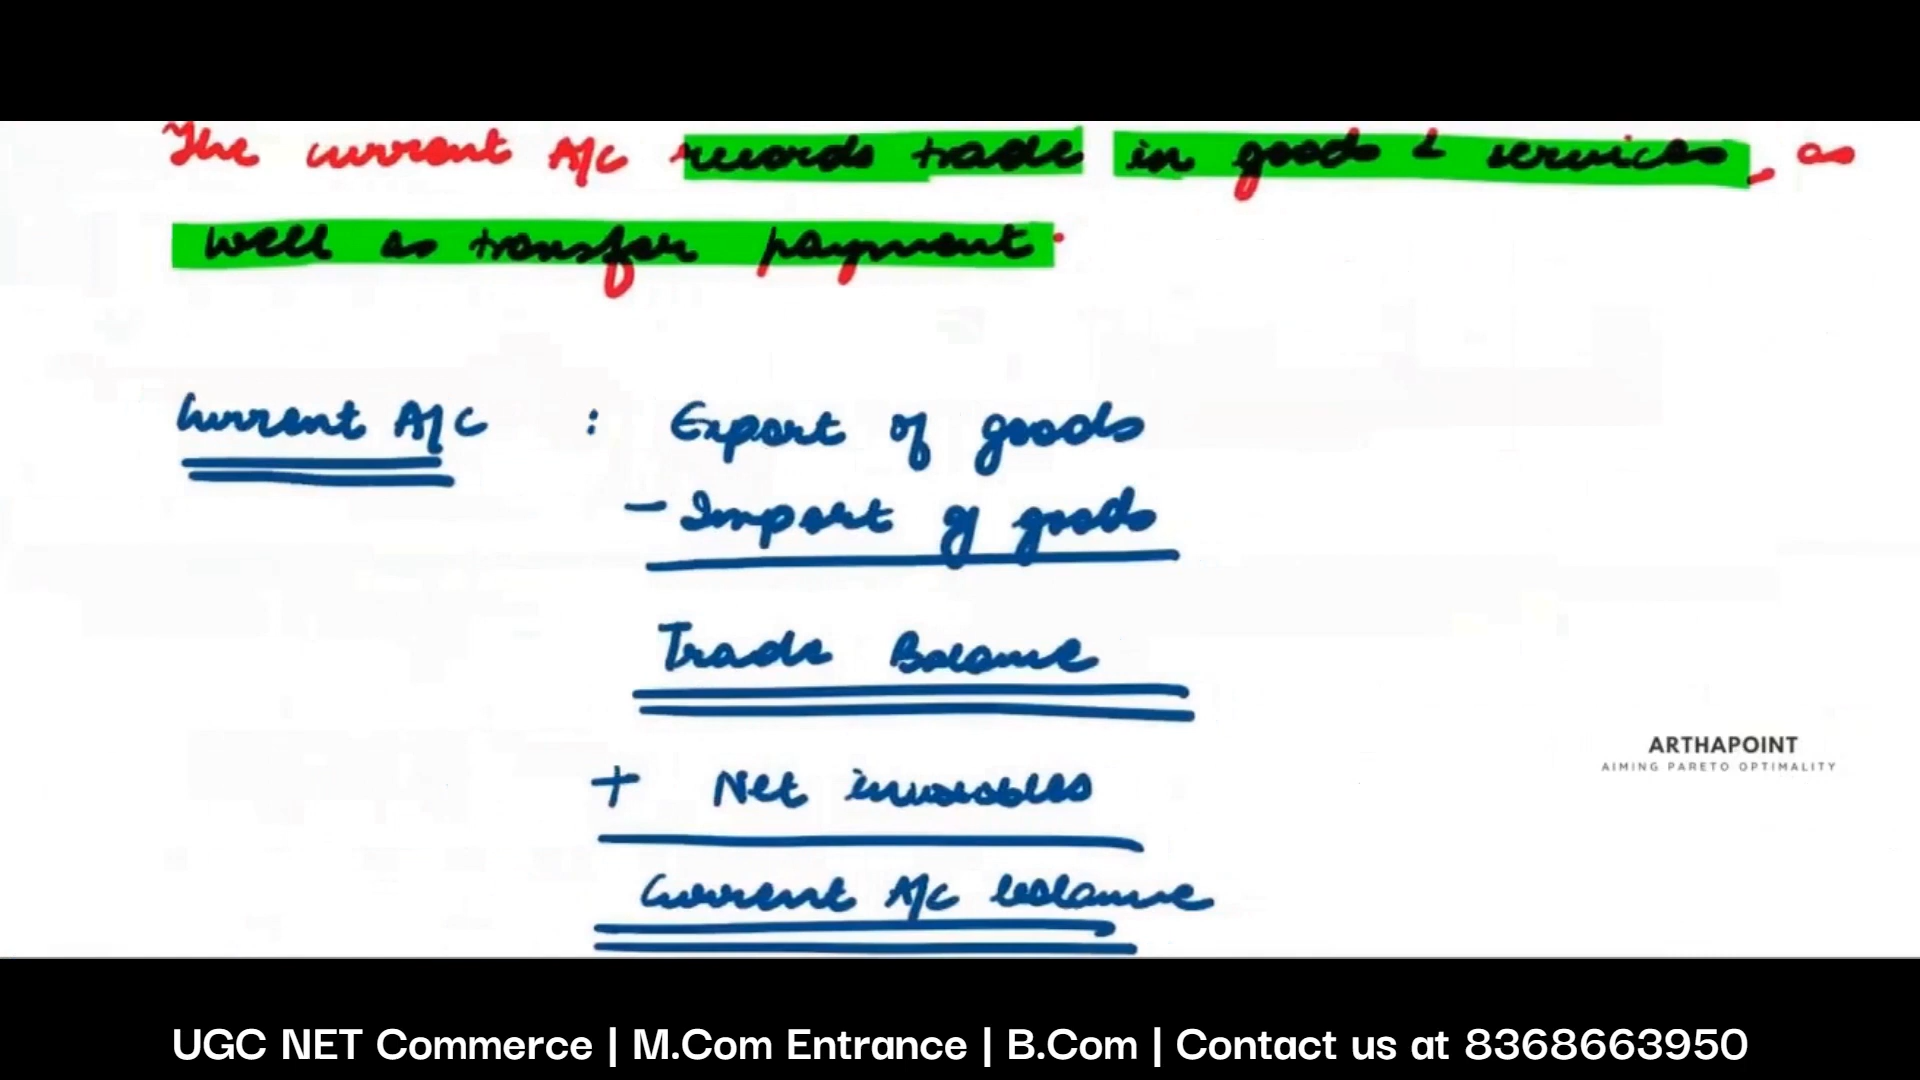 The current A/c records trade in goods & services, as
well as transfer payment.
Current A/C : Export of goods
- Import of goods
Trade Balance
+ Net invisibles
Current A/c balance
ARTHAPOINT
AIMING PARETO OPTIMALITY
UGC NET Commerce | M.Com Entrance | B.Com | Contact us at 8368663950